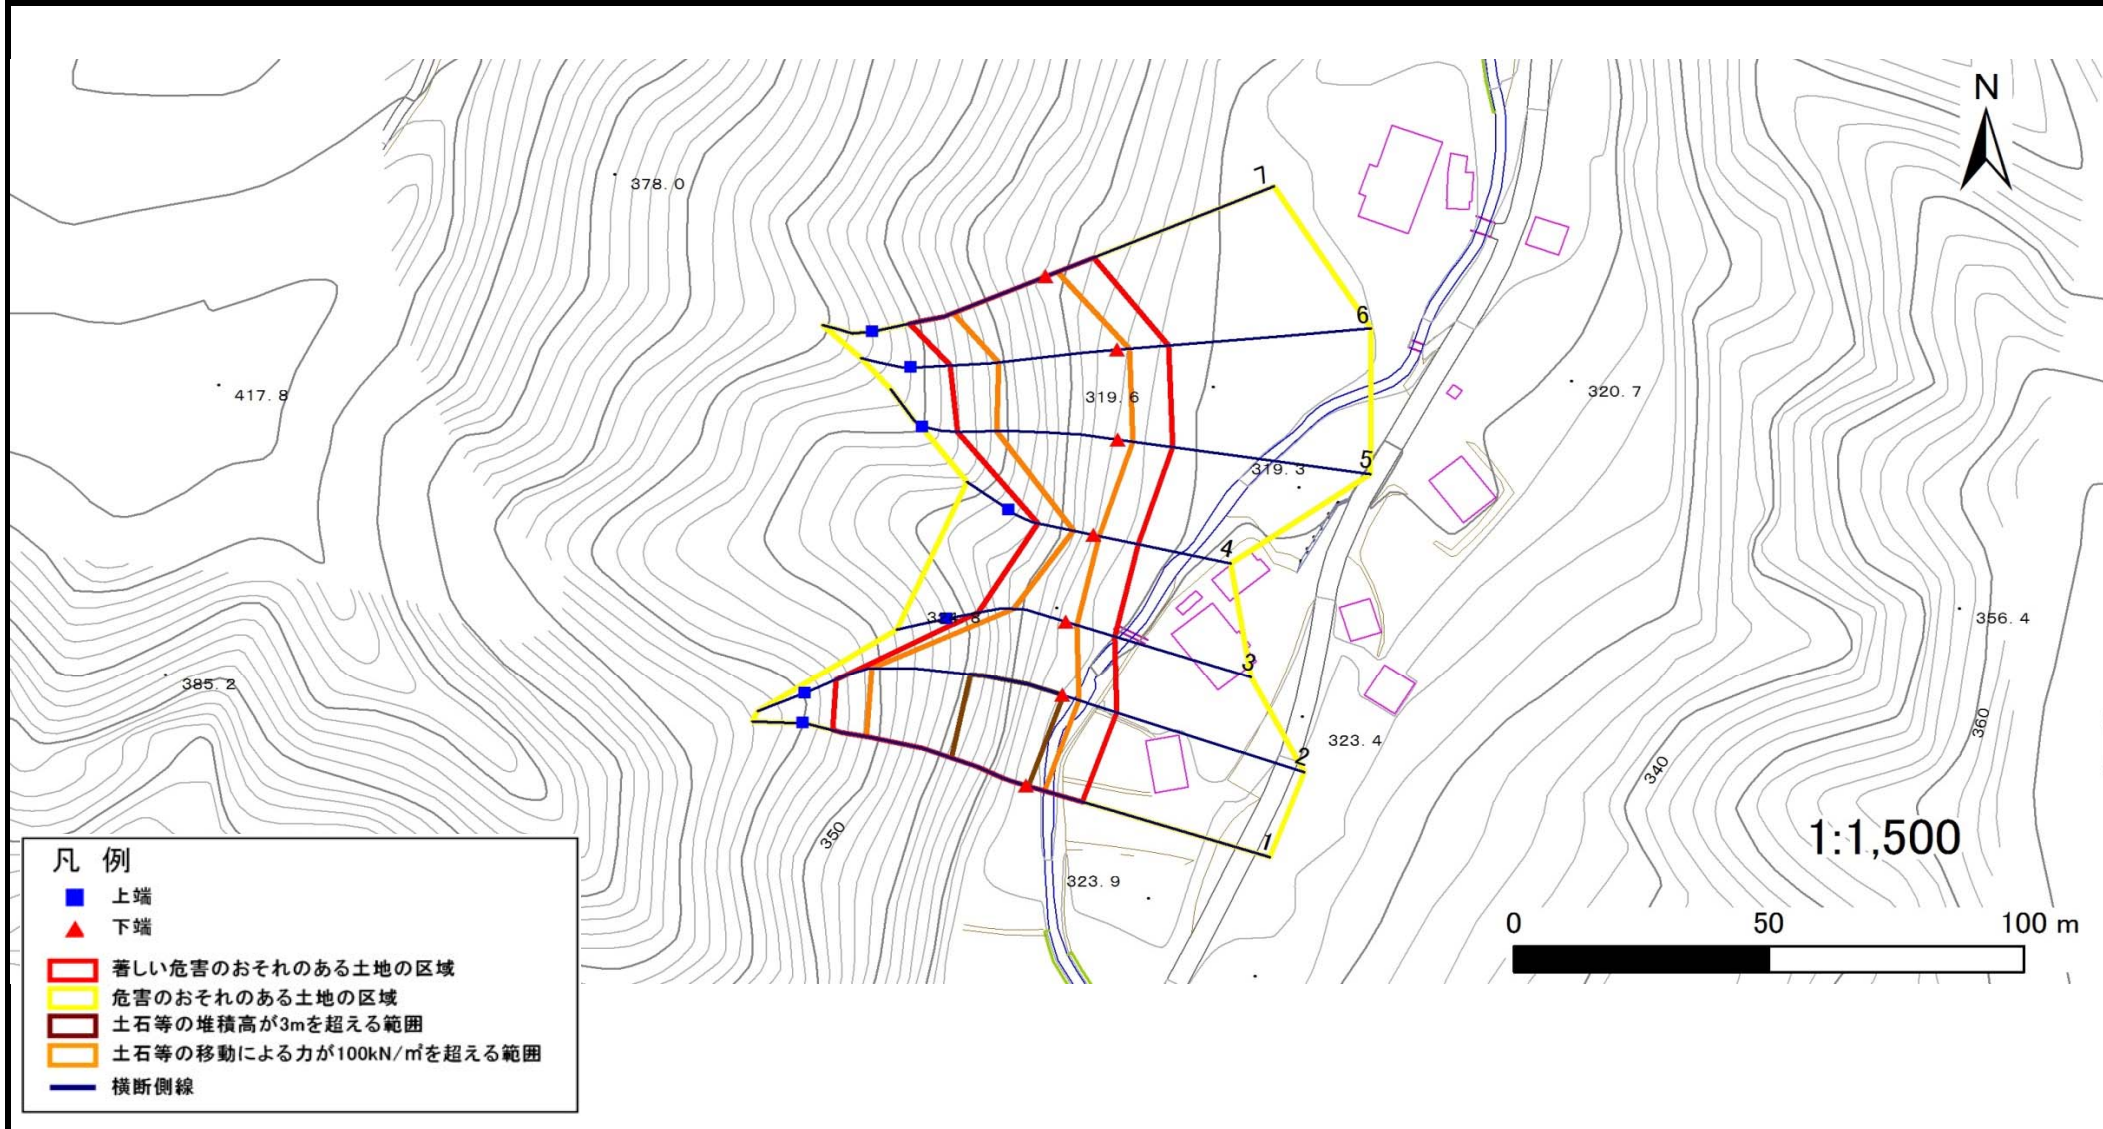 N
7
378.0
6
417.8
319.6
320.7
5
319.3
4
356.4
3
385.2
2
323.4
360
340
1
350
1:1,500
323.9
0 50 100 m
凡 例
上端
下端
著しい危害のおそれのある土地の区域
危害のおそれのある土地の区域
土石等の堆積高が3mを超える範囲
土石等の移動による力が100kN/㎡を超える範囲
横断側線